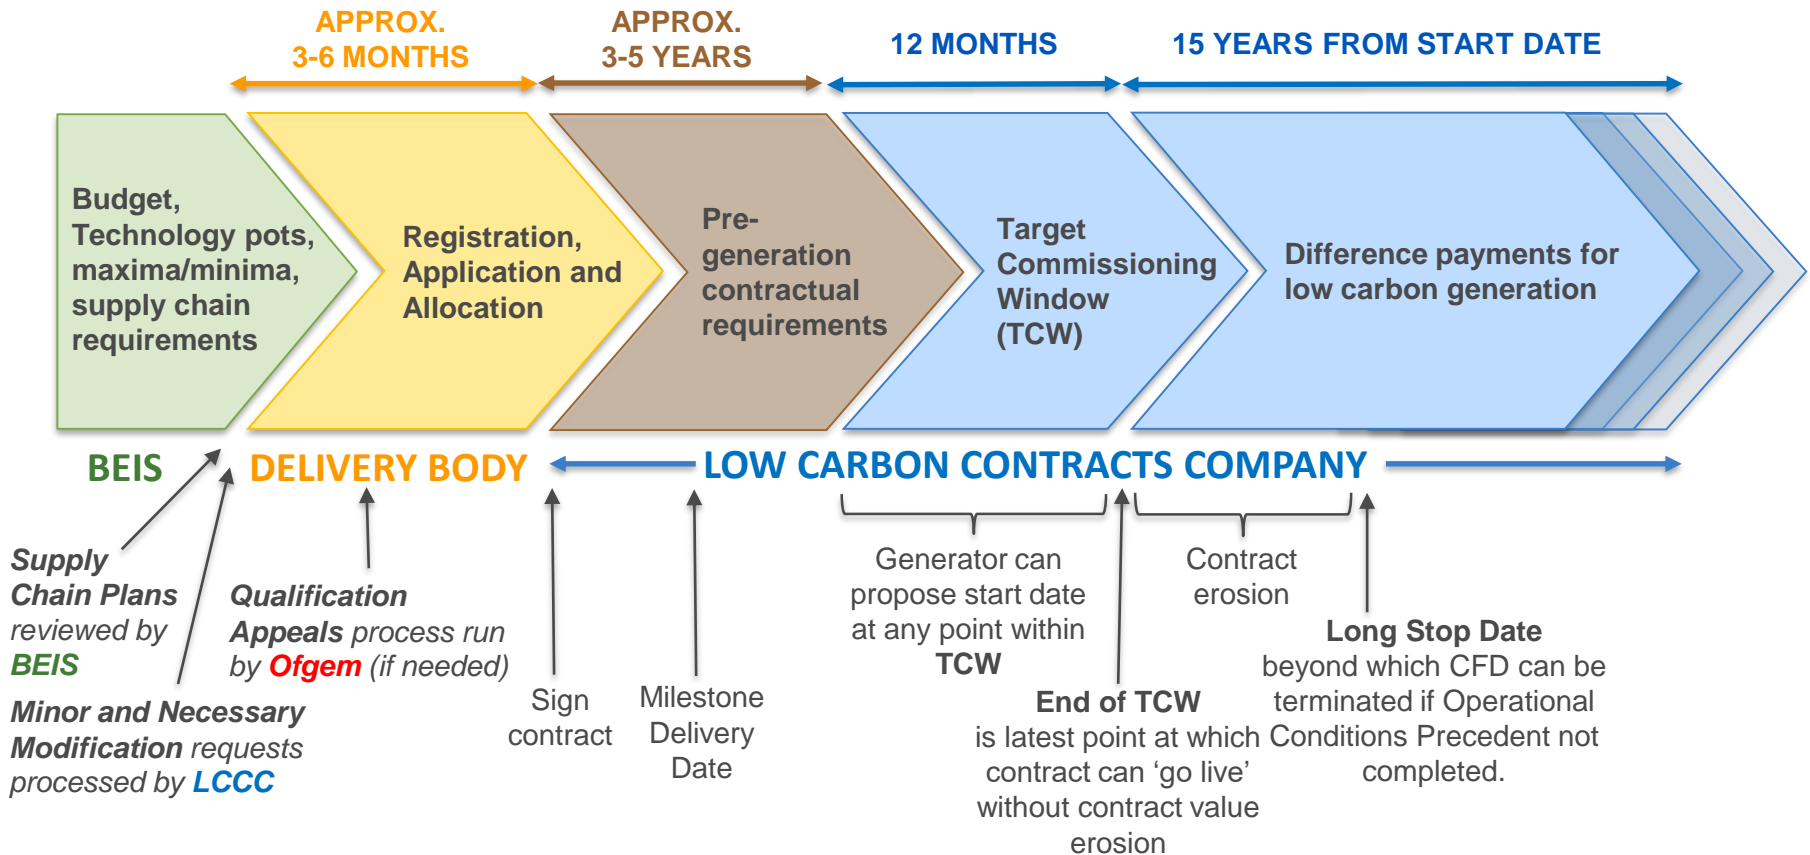 APPROX.
3-6 MONTHS
APPROX.
3-5 YEARS
12 MONTHS
15 YEARS FROM START DATE
Budget,
Technology pots,
maxima/minima,
supply chain
requirements
Registration,
Application and
Allocation
Pre-
generation
contractual
requirements
Target
Commissioning
Window
(TCW)
Difference payments for
low carbon generation
BEIS
DELIVERY BODY
LOW CARBON CONTRACTS COMPANY
Supply
Chain Plans
reviewed by
BEIS
Minor and Necessary
Modification requests
processed by LCCC
Qualification
Appeals process run
by Ofgem (if needed)
Sign
contract
Milestone
Delivery
Date
Generator can
propose start date
at any point within
TCW
End of TCW
is latest point at which
contract can ‘go live’
without contract value
erosion
Contract
erosion
Long Stop Date
beyond which CFD can be
terminated if Operational
Conditions Precedent not
completed.